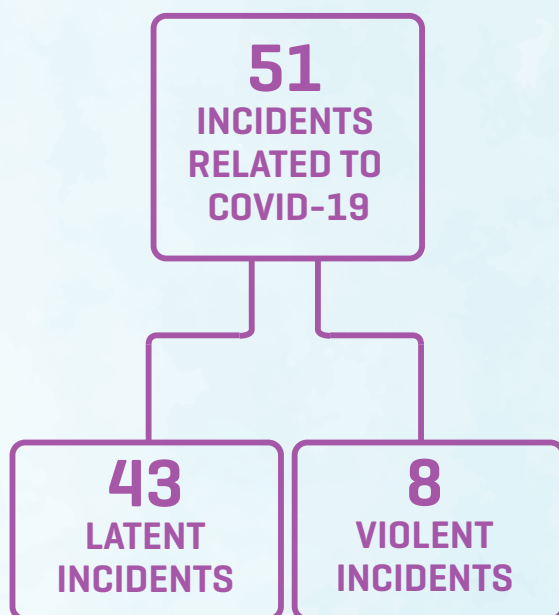 51
INCIDENTS
RELATED TO
COVID-19
43
LATENT
INCIDENTS
8
VIOLENT
INCIDENTS